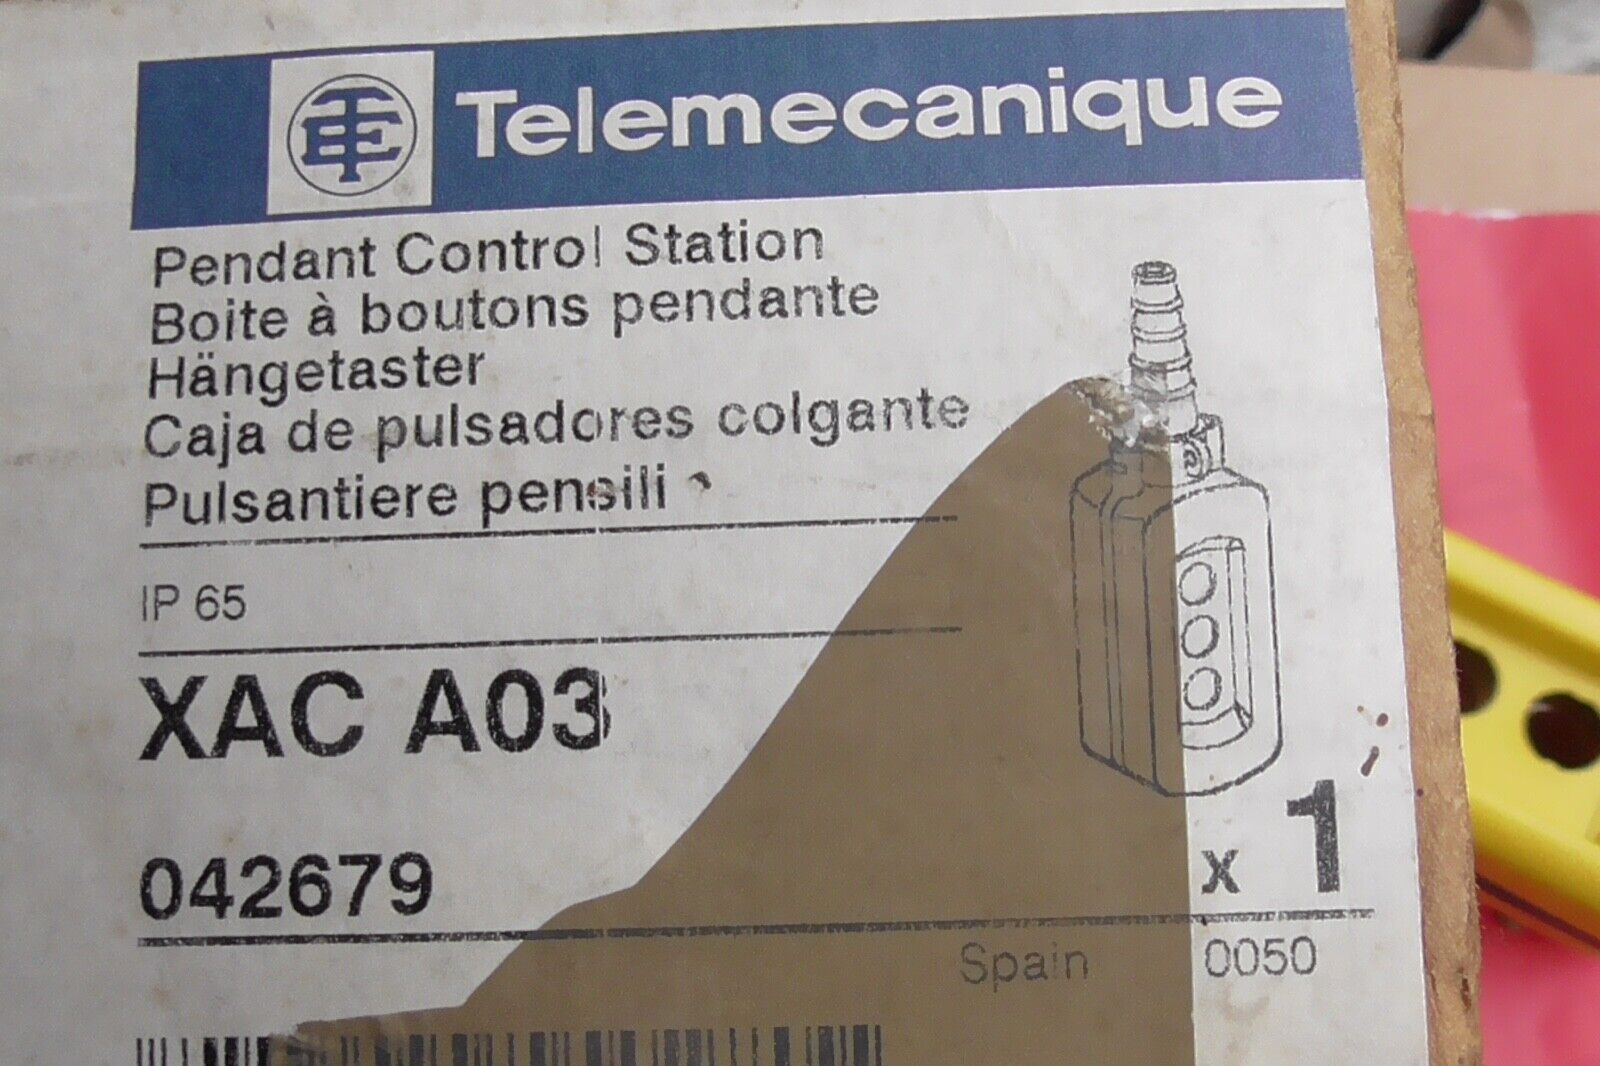 TE Telemecanique
Pendant Control Station
Boite à boutons pendante
Hängetaster
Caja de pulsadores colgante
Pulsantiere pensili
IP 65
XAC A03
042679
x 1
Spain 0050